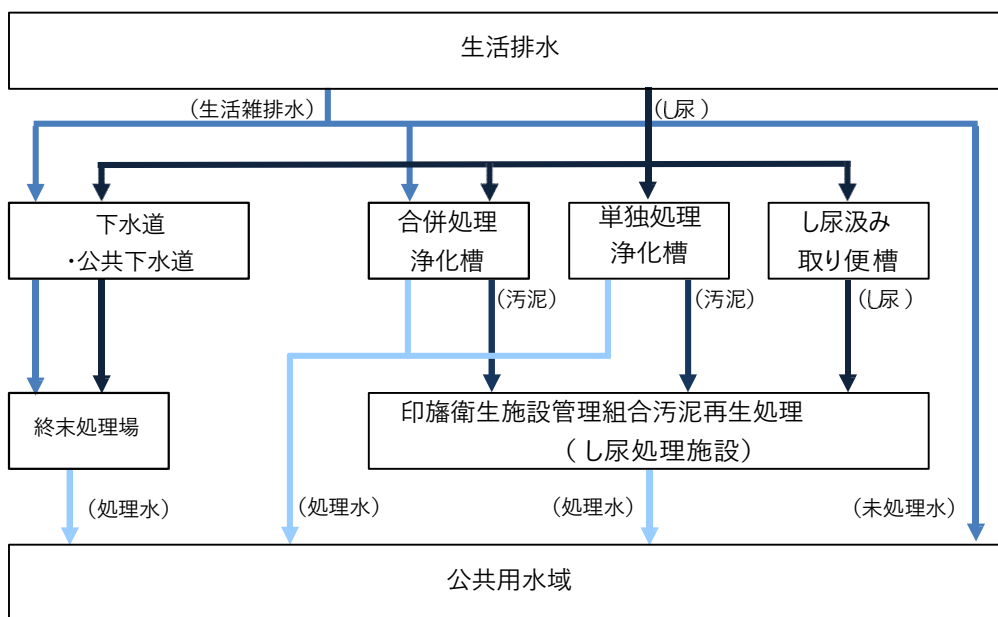 生活排水
(生活雑排水)
(し尿)
下水道
・公共下水道
合併処理
浄化槽
単独処理
浄化槽
し尿汲み
取り便槽
(汚泥)
(汚泥)
(し尿)
終末処理場
印旛衛生施設管理組合汚泥再生処理
(し尿処理施設)
(処理水)
(処理水)
(処理水)
(未処理水)
公共用水域